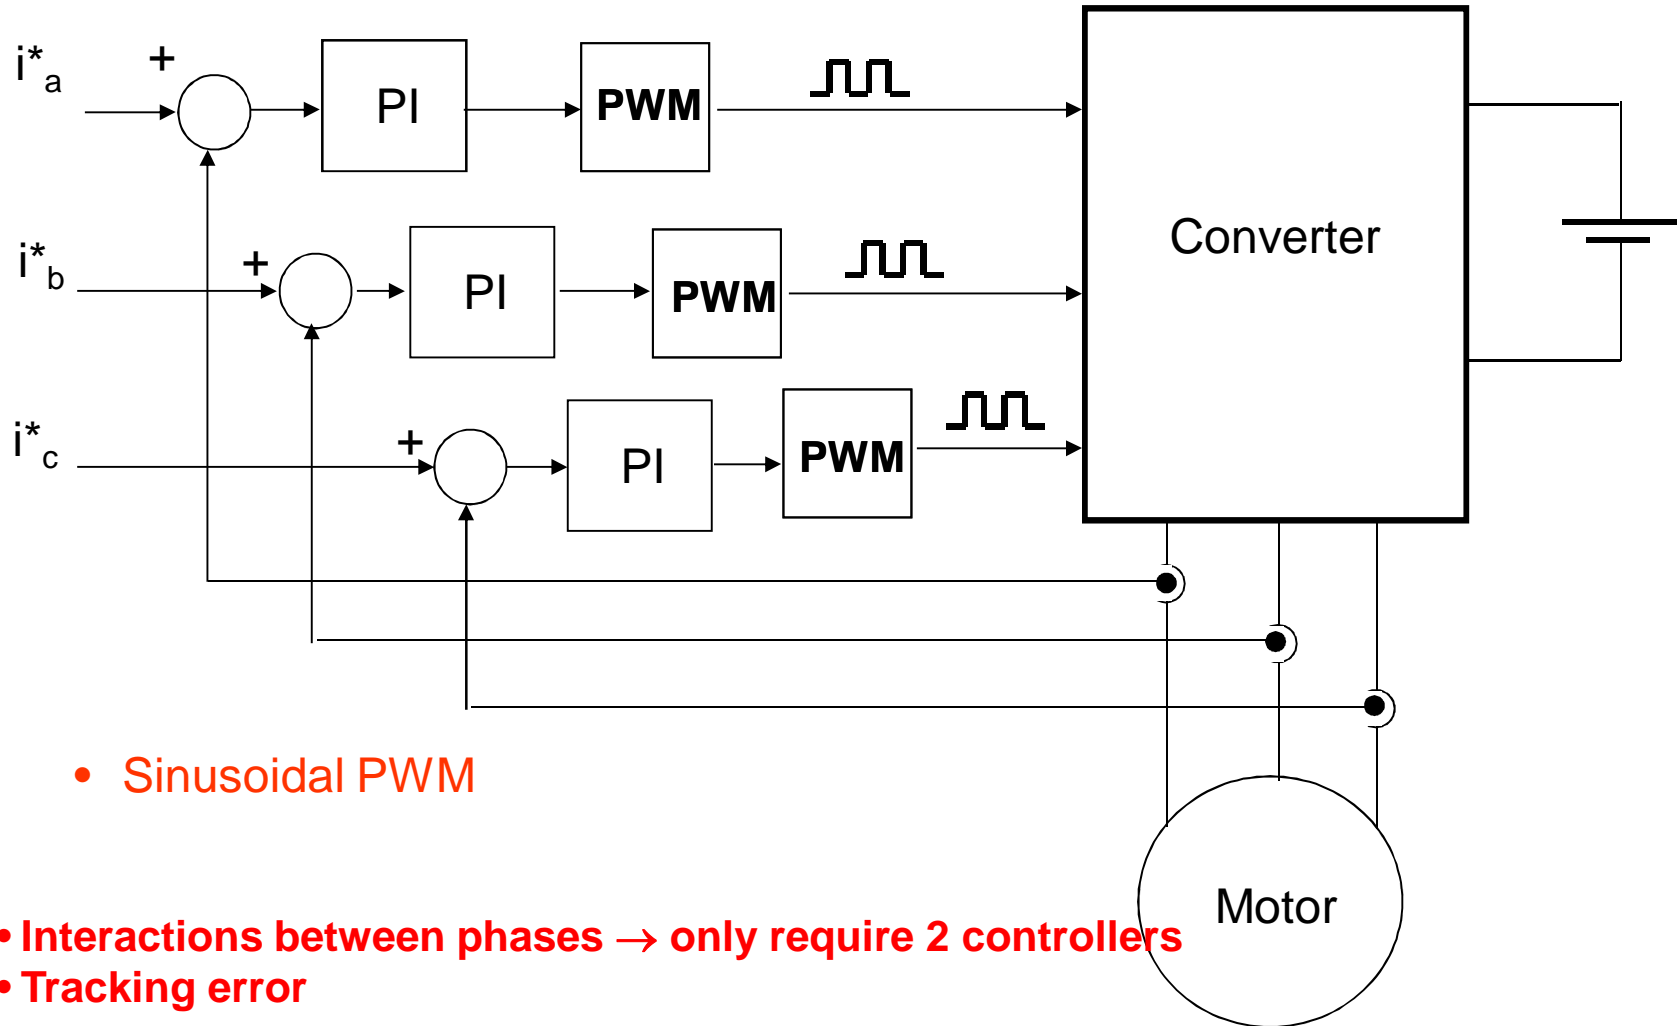 i*a
+
PI
PWM
i*b
+
PI
PWM
Converter
i*c
+
PI
PWM
• Sinusoidal PWM
Motor
• Interactions between phases → only require 2 controllers
• Tracking error